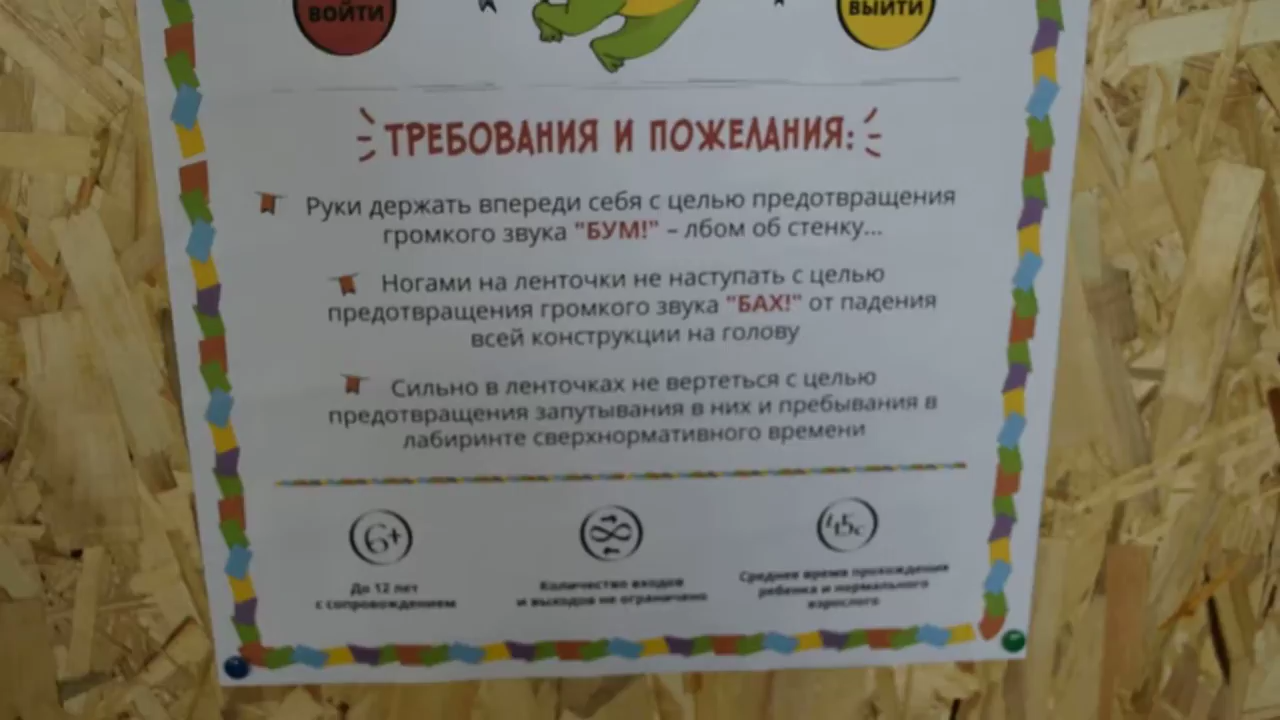 ВОЙТИ
ВЫЙТИ
ТРЕБОВАНИЯ И ПОЖЕЛАНИЯ:
Руки держать впереди себя с целью предотвращения
громкого звука "БУМ!" – лбом об стенку...
Ногами на ленточки не наступать с целью
предотвращения громкого звука "БАХ!" от падения
всей конструкции на голову
Сильно в ленточках не вертеться с целью
предотвращения запутывания в них и пребывания в
лабиринте сверхнормативного времени
6+
До 12 лет
с сопровождением
Количество входов
и выходов не ограничено
Среднее время прохождения
ребенка и нормального
взрослого